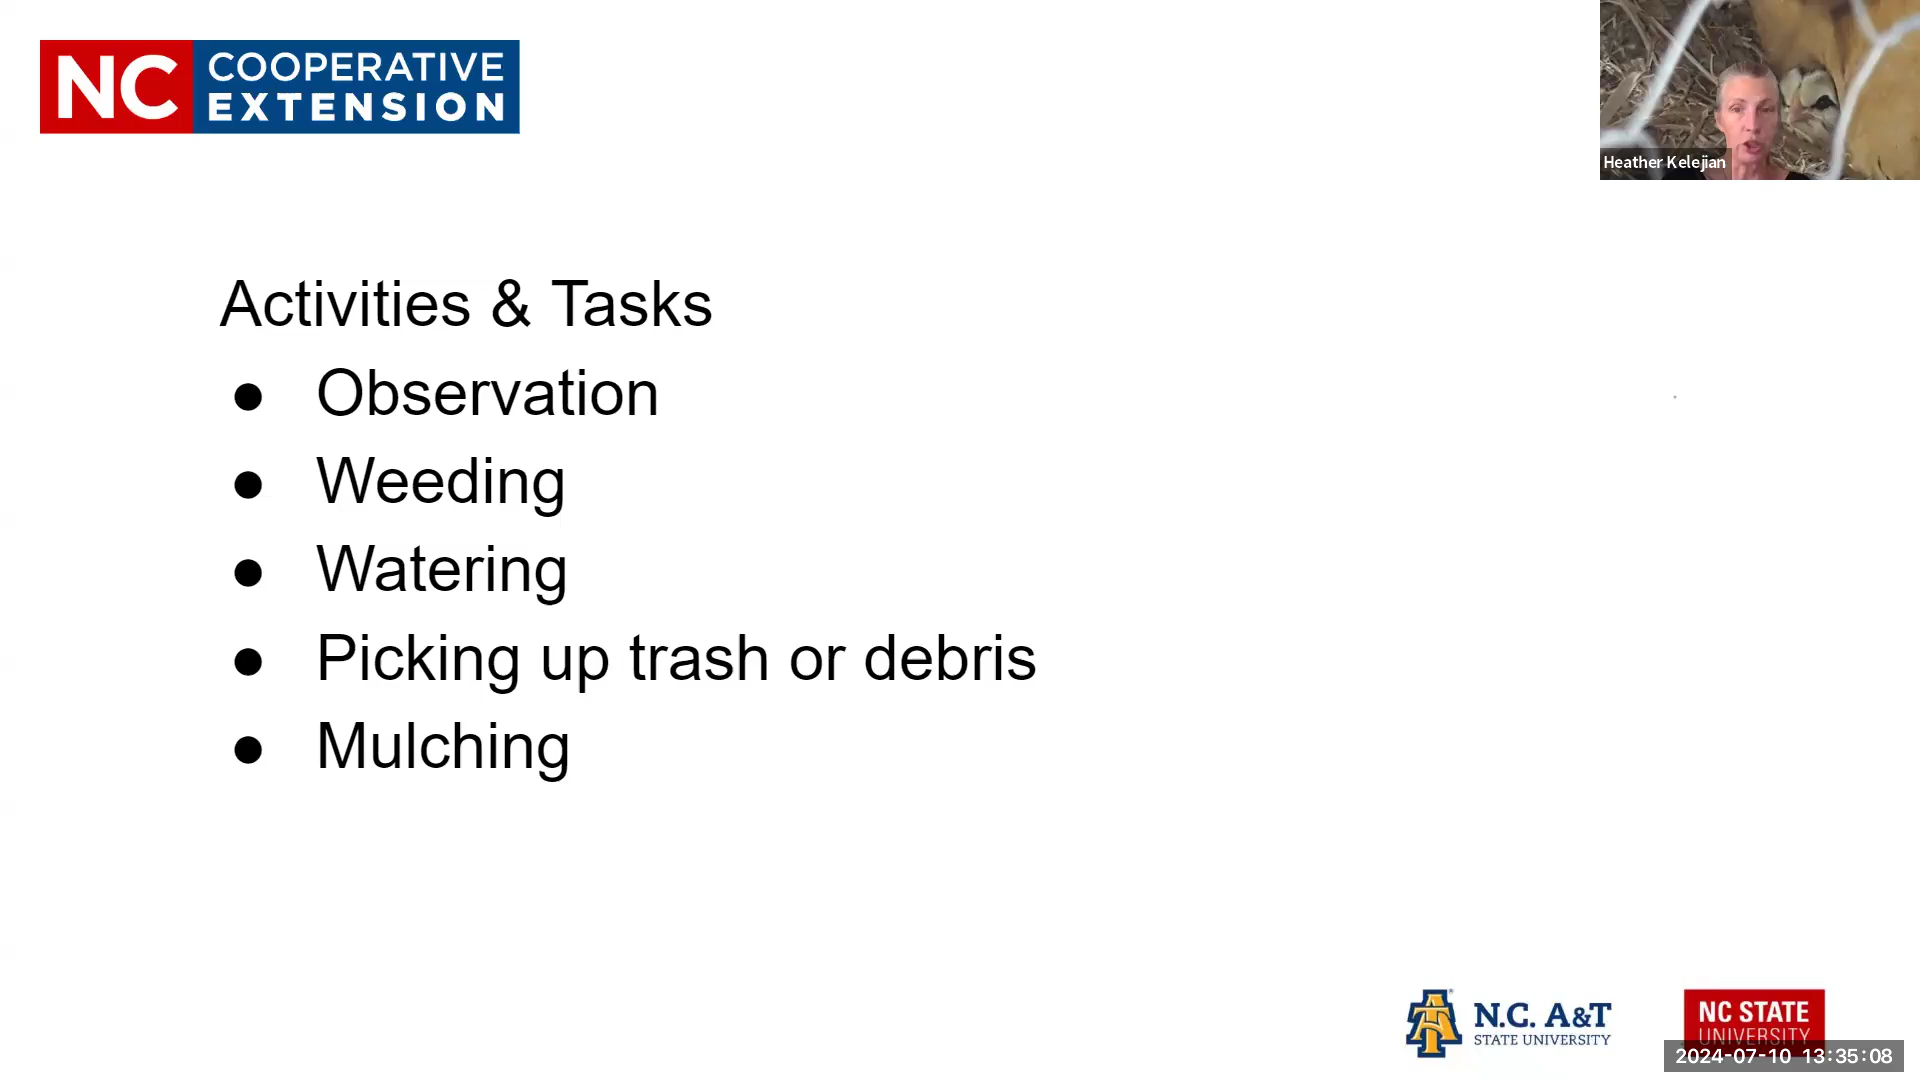 NC COOPERATIVE
EXTENSION
Heather Kelejian
Activities & Tasks
● Observation
● Weeding
● Watering
● Picking up trash or debris
● Mulching
N.C. A&T
STATE UNIVERSITY
NC STATE
UNIVERSITY
2024-07-10 13:35:08